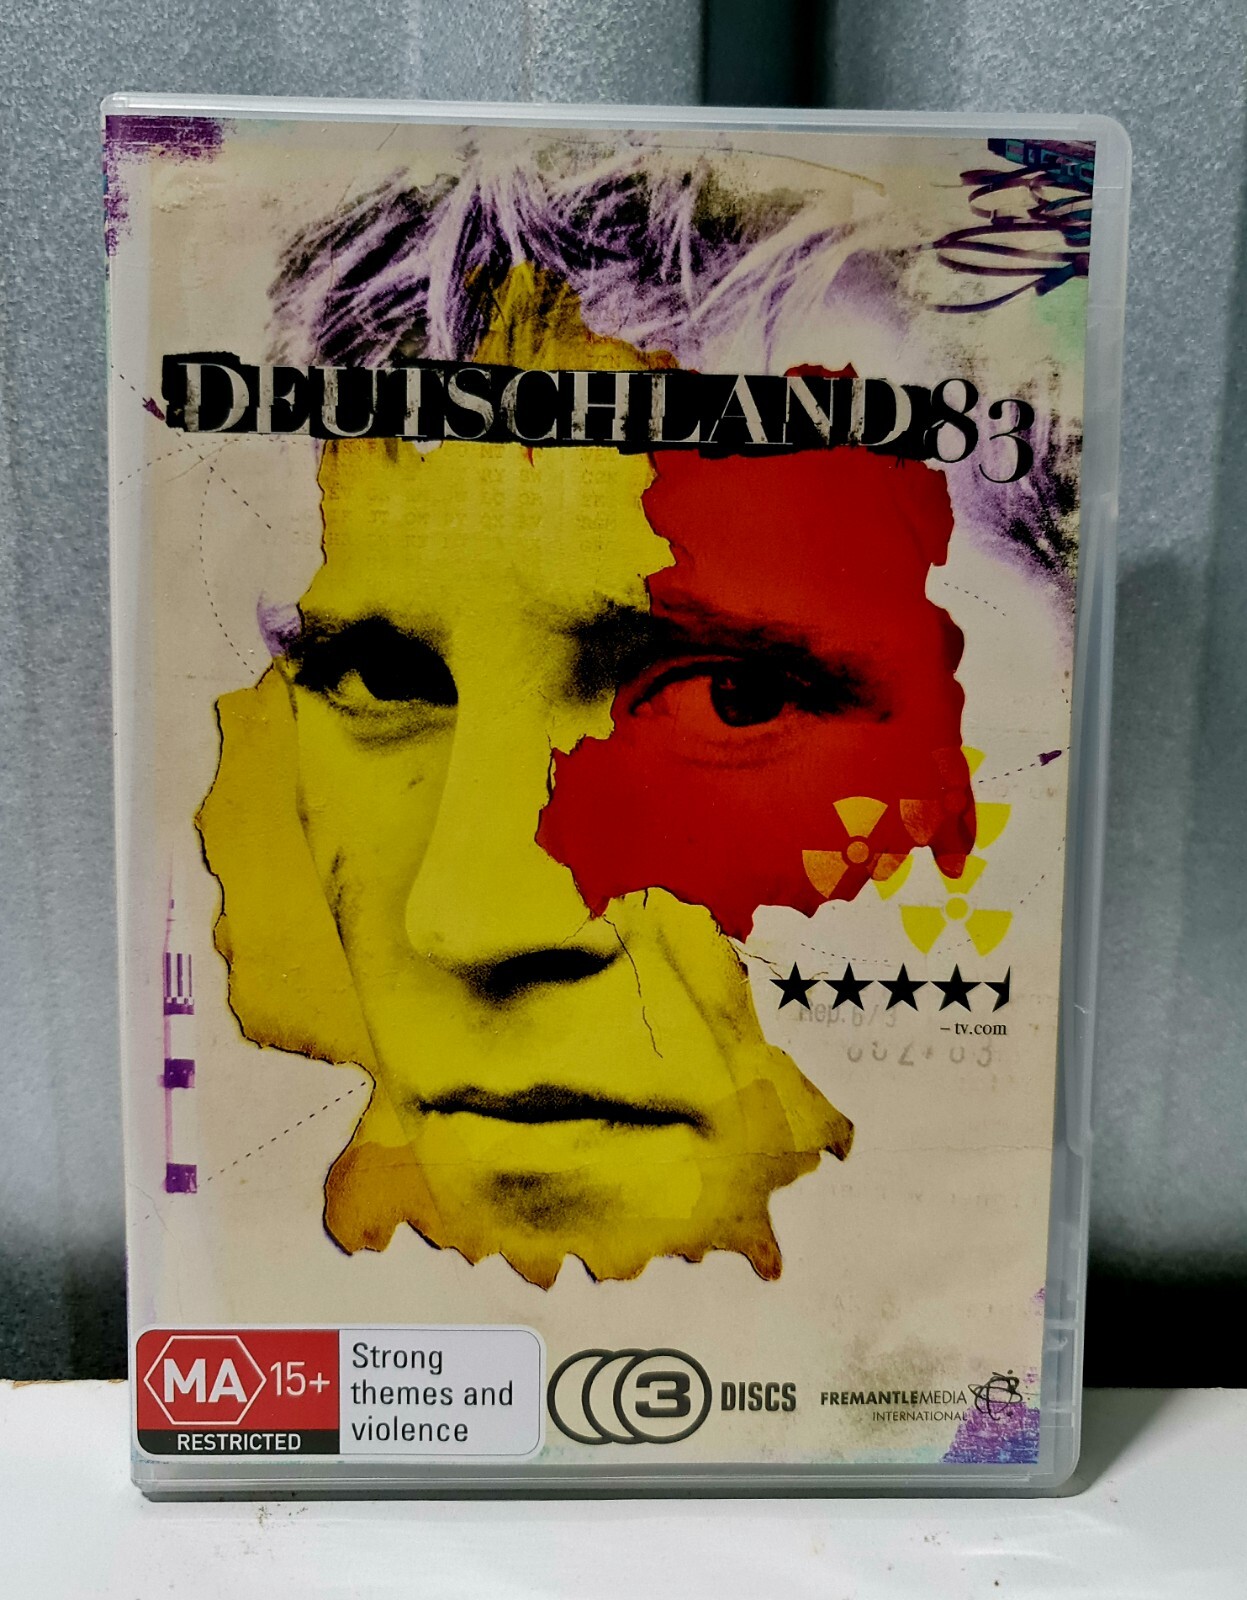 DEUTSCHLAND 83
– tv.com
MA 15+
RESTRICTED
Strong
themes and
violence
3 DISCS
FREMANTLEMEDIA
INTERNATIONAL